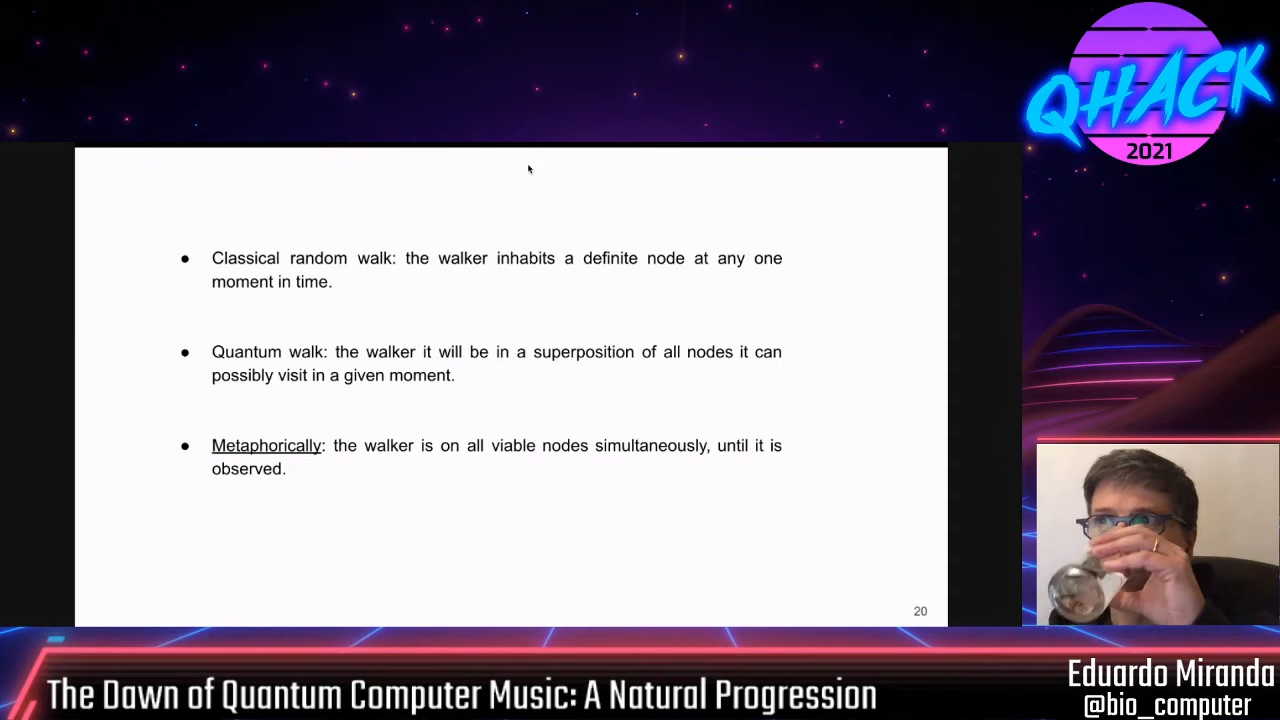 QHACK
2021
● Classical random walk: the walker inhabits a definite node at any one
moment in time.
● Quantum walk: the walker it will be in a superposition of all nodes it can
possibly visit in a given moment.
● Metaphorically: the walker is on all viable nodes simultaneously, until it is
observed.
20
The Dawn of Quantum Computer Music: A Natural Progression
Eduardo Miranda
@bio_computer